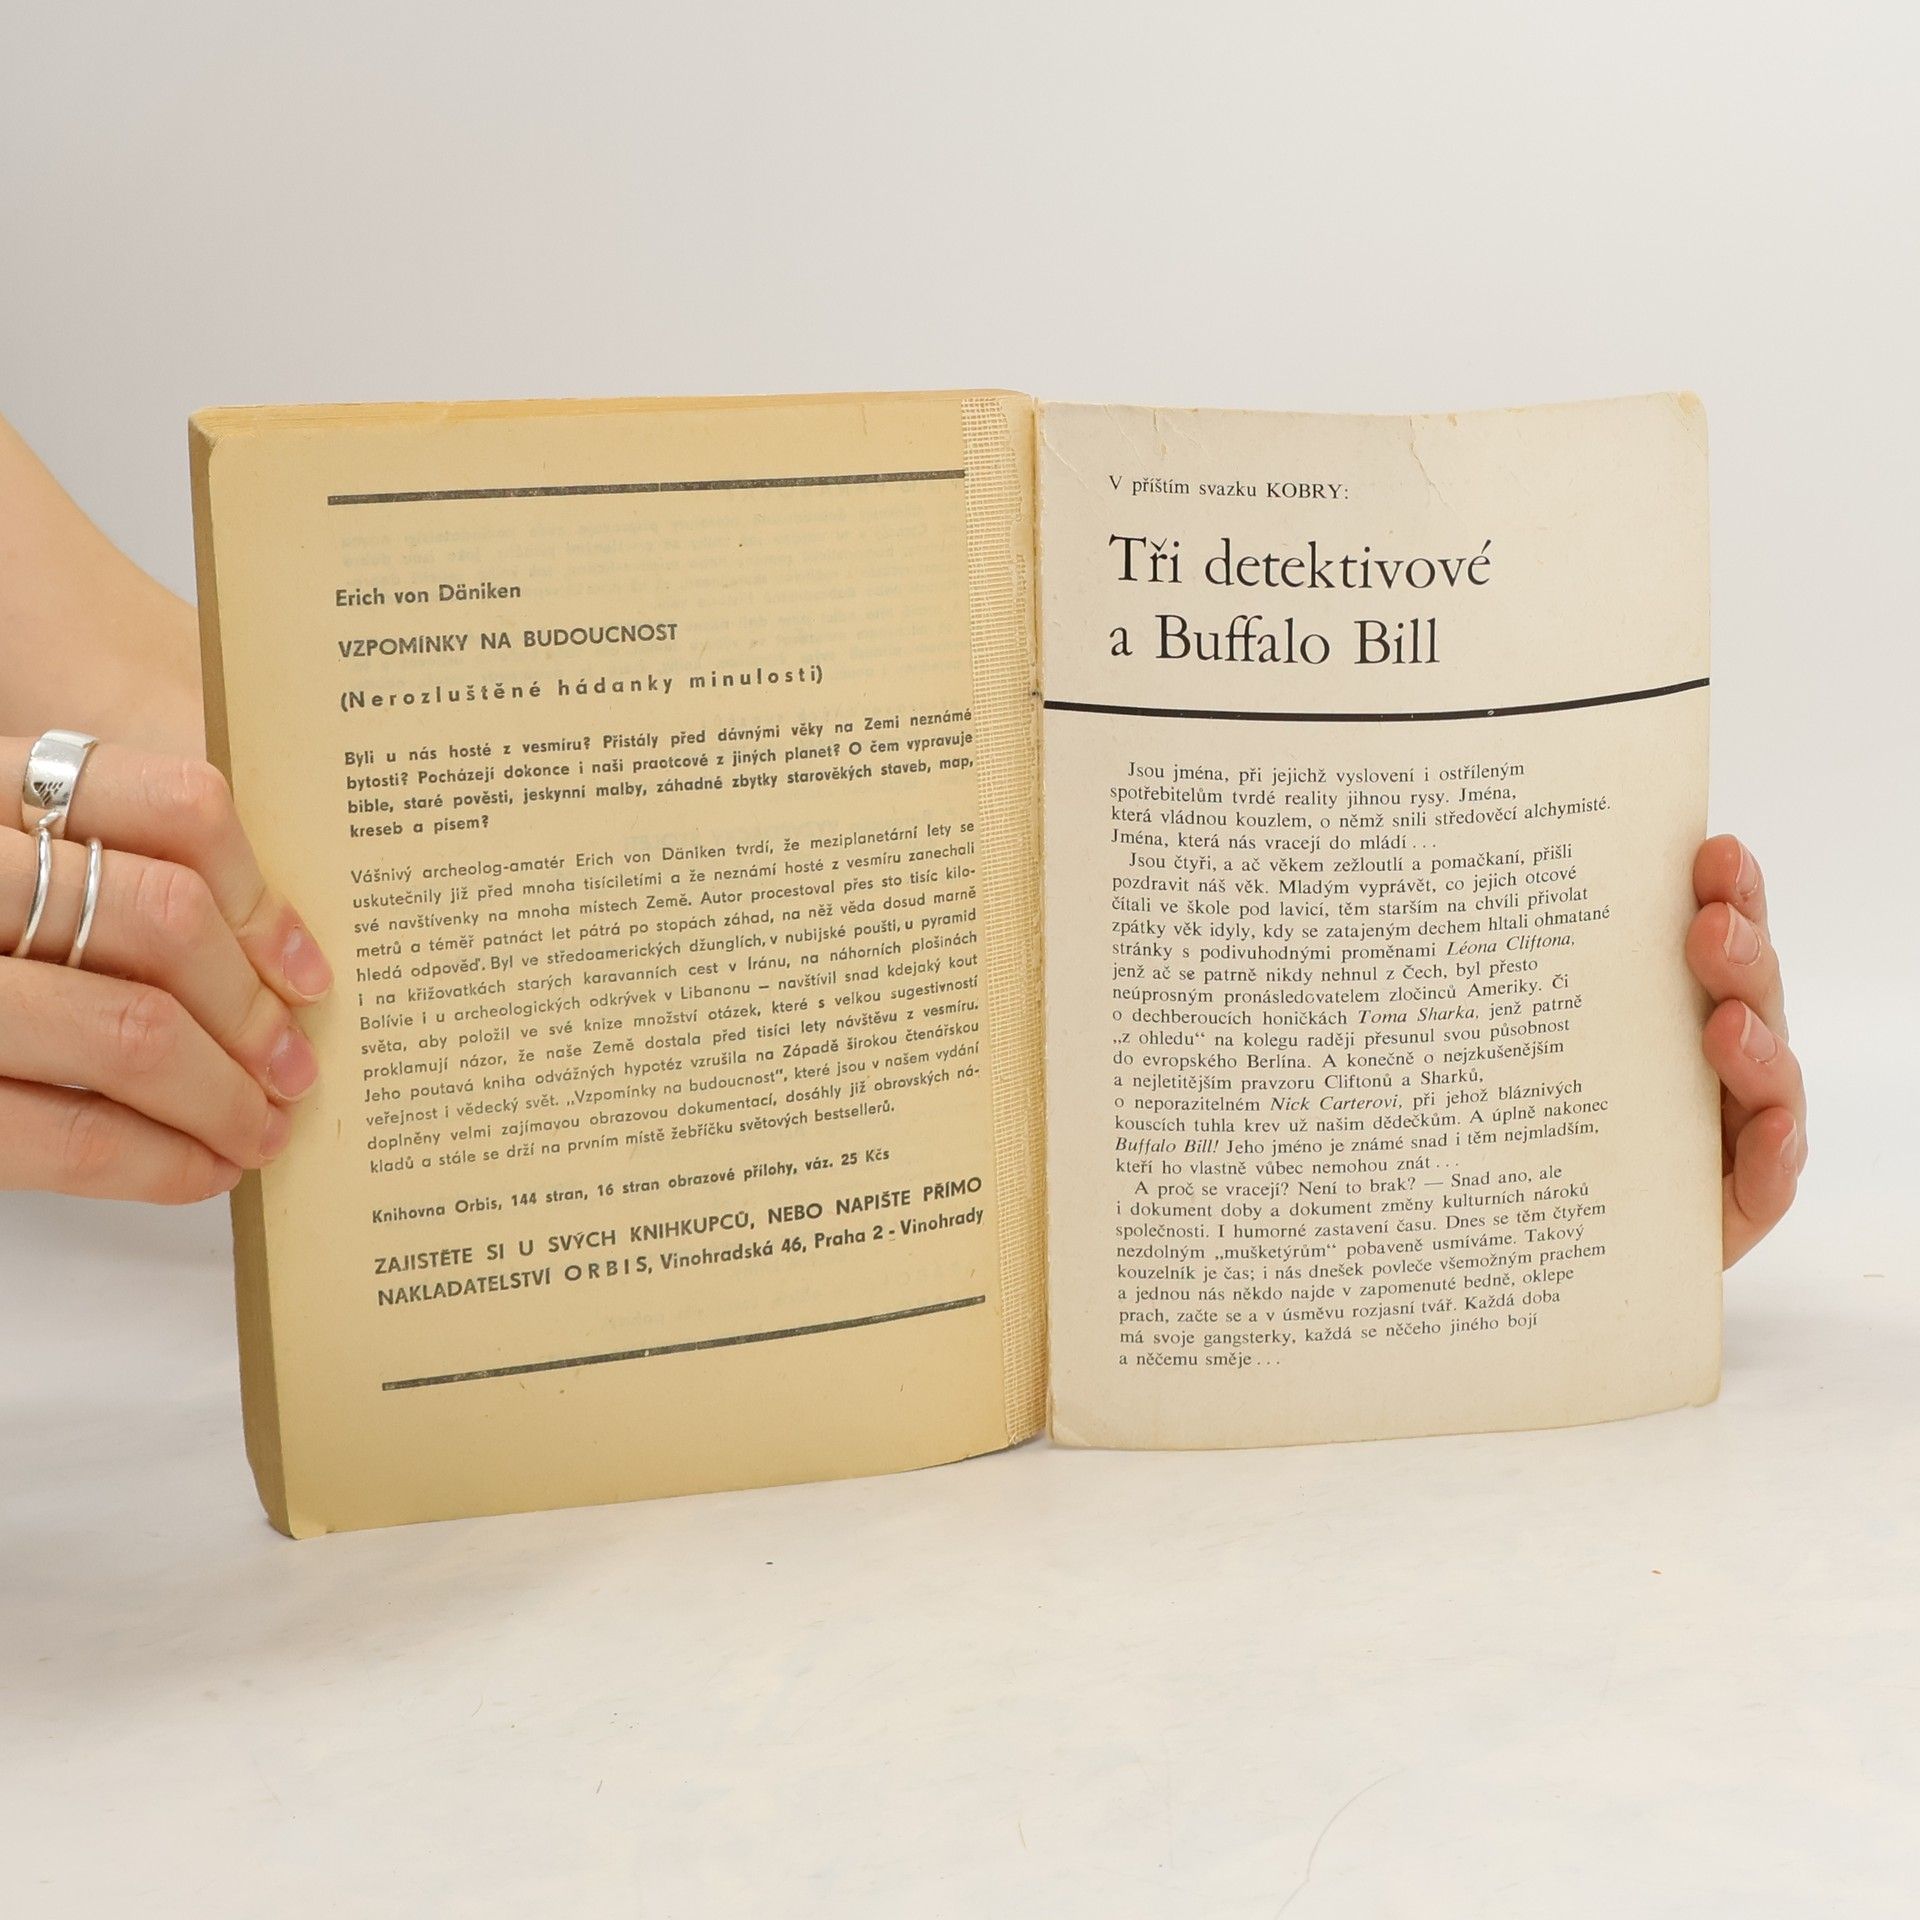 Erich von Däniken
VZPOMÍNKY NA BUDOUCNOST
(Nerozluštěné hádanky minulosti)
Byli u nás hosté z vesmíru? Přistály před dávnými věky na Zemi neznámé
bytosti? Pocházejí dokonce i naši praotcové z jiných planet? O čem vypravuje
bible, staré pověsti, jeskynní malby, záhadné zbytky starověkých staveb, map,
kreseb a písem?
Vášnivý archeolog-amatér Erich von Däniken tvrdí, že meziplanetární lety se
uskutečnily již před mnoha tisíciletími a že neznámí hosté z vesmíru zanechali
své navštívenky na mnoha místech Země. Autor procestoval přes sto tisíc kilo-
metrů a téměř patnáct let pátrá po stopách záhad, na něž věda dosud marně
hledá odpověď. Byl ve středoamerických džunglích, v nubijské poušti, u pyramid
i na křižovatkách starých karavanních cest v Íránu, na náhorních plošinách
Bolívie i u archeologických odkrývek v Libanonu — navštívil snad kdejaký kout
světa, aby položil ve své knize množství otázek, které s velkou sugestivností
proklamují názor, že naše Země dostala před tisíci lety návštěvu z vesmíru.
Jeho poutavá kniha odvážných hypotéz vzrušila na Západě širokou čtenářskou
veřejnost i vědecký svět. „Vzpomínky na budoucnost", které jsou v našem vydání
doplněny velmi zajímavou obrazovou dokumentací, dosáhly již obrovských ná-
kladů a stále se drží na prvním místě žebříčku světových bestsellerů.
Knihovna Orbis, 144 stran, 16 stran obrazové přílohy, váz. 25 Kčs
ZAJISTĚTE SI U SVÝCH KNIHKUPCŮ, NEBO NAPIŠTE PŘÍMO
NAKLADATELSTVÍ ORBIS, Vinohradská 46, Praha 2 - Vinohrady
V příštím svazku KOBRY:
Tři detektivové
a Buffalo Bill
Jsou jména, při jejichž vyslovení i ostříleným
spotřebitelům tvrdé reality jihnou rysy. Jména,
která vládnou kouzlem, o němž snili středověcí alchymisté.
Jména, která nás vracejí do mládí . . .
Jsou čtyři, a ač věkem zežloutlí a pomačkaní, přišli
pozdravit náš věk. Mladým vyprávět, co jejich otcové
čítali ve škole pod lavicí, těm starším na chvíli přivolat
zpátky věk idyly, kdy se zatajeným dechem hltali ohmatané
stránky s podivuhodnými proměnami Léona Cliftona,
jenž ač se patrně nikdy nehnul z Čech, byl přesto
neúprosným pronásledovatelem zločinců Ameriky. Či
o dechberoucích honičkách Toma Sharka, jenž patrně
„z ohledu“ na kolegu raději přesunul svou působnost
do evropského Berlína. A konečně o nejzkušenějším
a nejletitějším pravzoru Cliftonů a Sharků,
o neporazitelném Nick Carterovi, při jehož bláznivých
kouscích tuhla krev už našim dědečkům. A úplně nakonec
Buffalo Bill! Jeho jméno je známé snad i těm nejmladším,
kteří ho vlastně vůbec nemohou znát . . .
A proč se vracejí? Není to brak? — Snad ano, ale
i dokument doby a dokument změny kulturních nároků
společnosti. I humorné zastavení času. Dnes se těm čtyřem
nezdolným „mušketýrům“ pobaveně usmíváme. Takový
kouzelník je čas; i nás dnešek povleče všemožným prachem
a jednou nás někdo najde v zapomenuté bedně, oklepe
prach, začte se a v úsměvu rozjasní tvář. Každá doba
má svoje gangsterky, každá se něčeho jiného bojí
a něčemu směje . . .